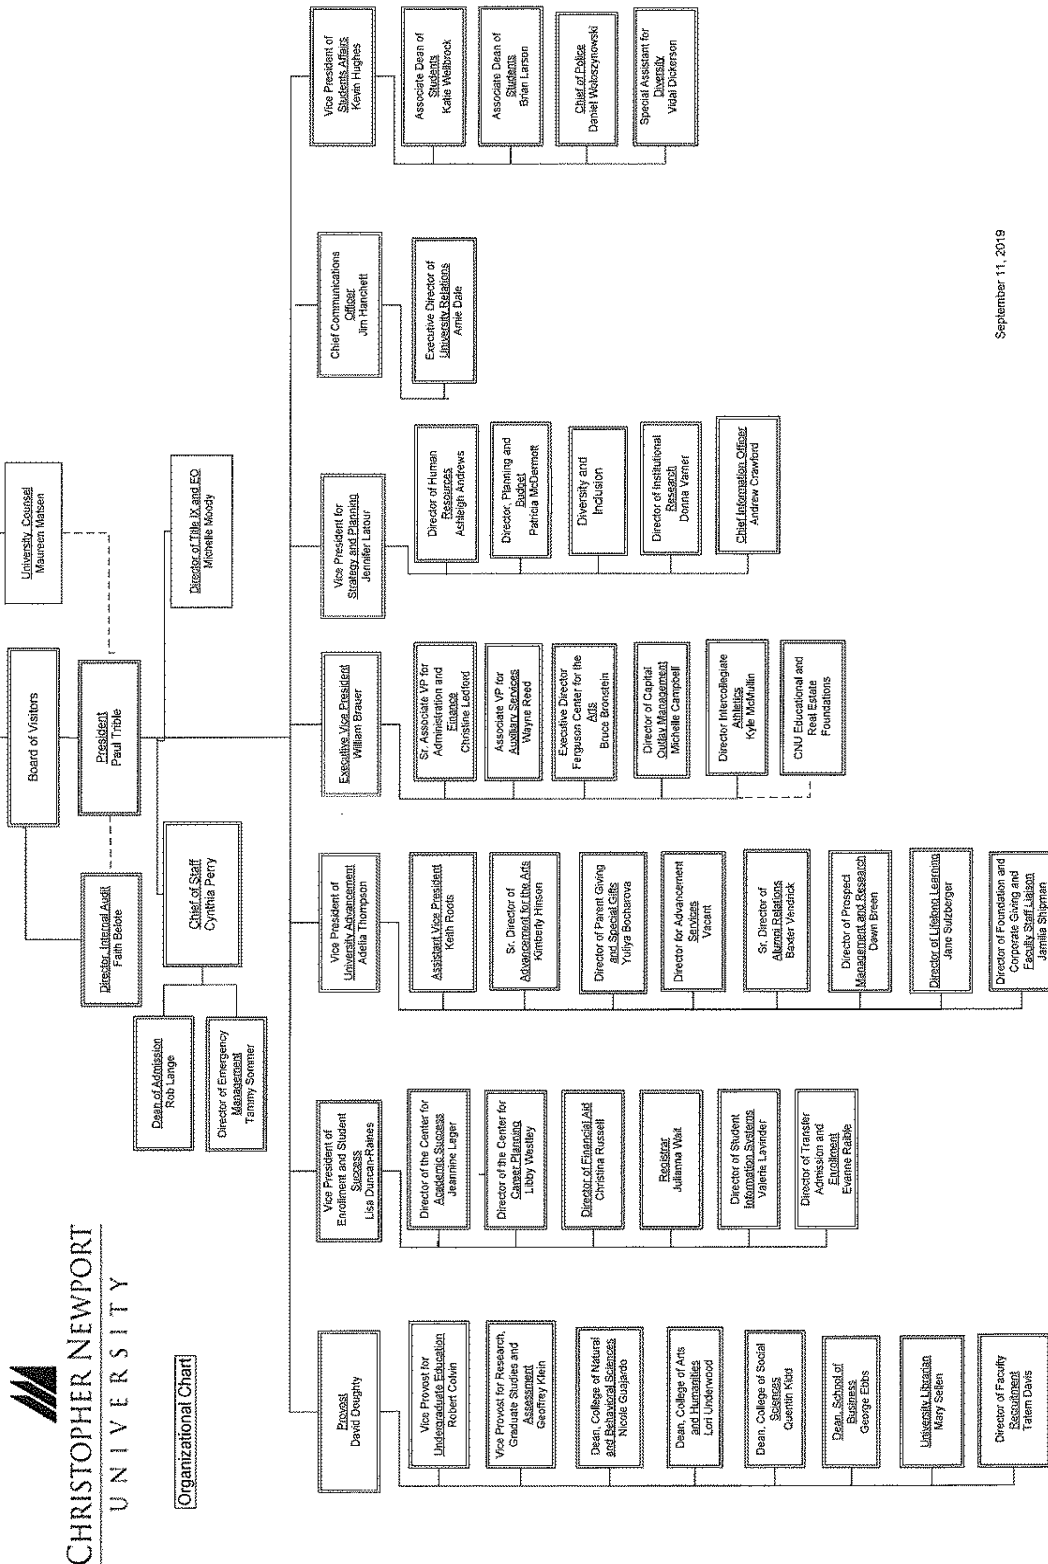 CHRISTOPHER NEWPORT
UNIVERSITY
Organizational Chart
Board of Visitors
University Counsel
Maureen Matsen
President
Paul Trible
Director, Internal Audit
Faith Belote
Director of Title IX and EO
Michelle Moody
Chief of Staff
Cynthia Perry
Dean of Admission
Rob Lange
Director of Emergency
Management
Tammy Sommer
Provost
David Doughty
Vice Provost for
Undergraduate Education
Robert Colvin
Vice Provost for Research,
Graduate Studies and
Assessment
Geoffrey Klein
Dean, College of Natural
and Behavioral Sciences
Nicole Guajardo
Dean, College of Arts
and Humanities
Lori Underwood
Dean, College of Social
Sciences
Quentin Kidd
Dean, School of
Business
George Ebbs
University Librarian
Mary Sellen
Director of Faculty
Recruitment
Tatem Davis
Vice President of
Enrollment and Student
Success
Lisa Duncan-Raines
Director of the Center for
Academic Success
Jeannine Leger
Director of the Center for
Career Planning
Libby Westley
Director of Financial Aid
Christina Russell
Registrar
Julianna Wait
Director of Student
Information Systems
Valerie Lavinder
Director of Transfer
Admission and
Enrollment
Evanne Raible
Vice President of
University Advancement
Adelia Thompson
Assistant Vice President
Keith Roots
Sr. Director of
Advancement for the Arts
Kimberly Hinson
Director of Parent Giving
and Special Gifts
Yuliya Bocharova
Director for Advancement
Services
Vacant
Sr. Director of
Alumni Relations
Baxter Vendrick
Director of Prospect
Management and Research
Dawn Breen
Director of Lifelong Learning
Jane Sulzberger
Director of Foundation and
Corporate Giving and
Faculty Staff Liaison
Jamillia Shipman
Executive Vice President
William Brauer
Sr. Associate VP for
Administration and
Finance
Christine Ledford
Associate VP for
Auxiliary Services
Wayne Reed
Executive Director
Ferguson Center for the
Arts
Bruce Bronstein
Director of Capital
Outlay Management
Michelle Campbell
Director Intercollegiate
Athletics
Kyle McMullin
CNU Educational and
Real Estate
Foundations
Vice President for
Strategy and Planning
Jennifer Latour
Director of Human
Resources
Ashleigh Andrews
Director, Planning and
Budget
Patricia McDermott
Diversity and
Inclusion
Director of Institutional
Research
Donna Varner
Chief Information Officer
Andrew Crawford
Chief Communications
Officer
Jim Hanchett
Executive Director of
University Relations
Amie Dale
Vice President of
Students Affairs
Kevin Hughes
Associate Dean of
Students
Katie Wellbrock
Associate Dean of
Students
Brian Larson
Chief of Police
Daniel Woloszynowski
Special Assistant for
Diversity
Vidal Dickerson
September 11, 2019